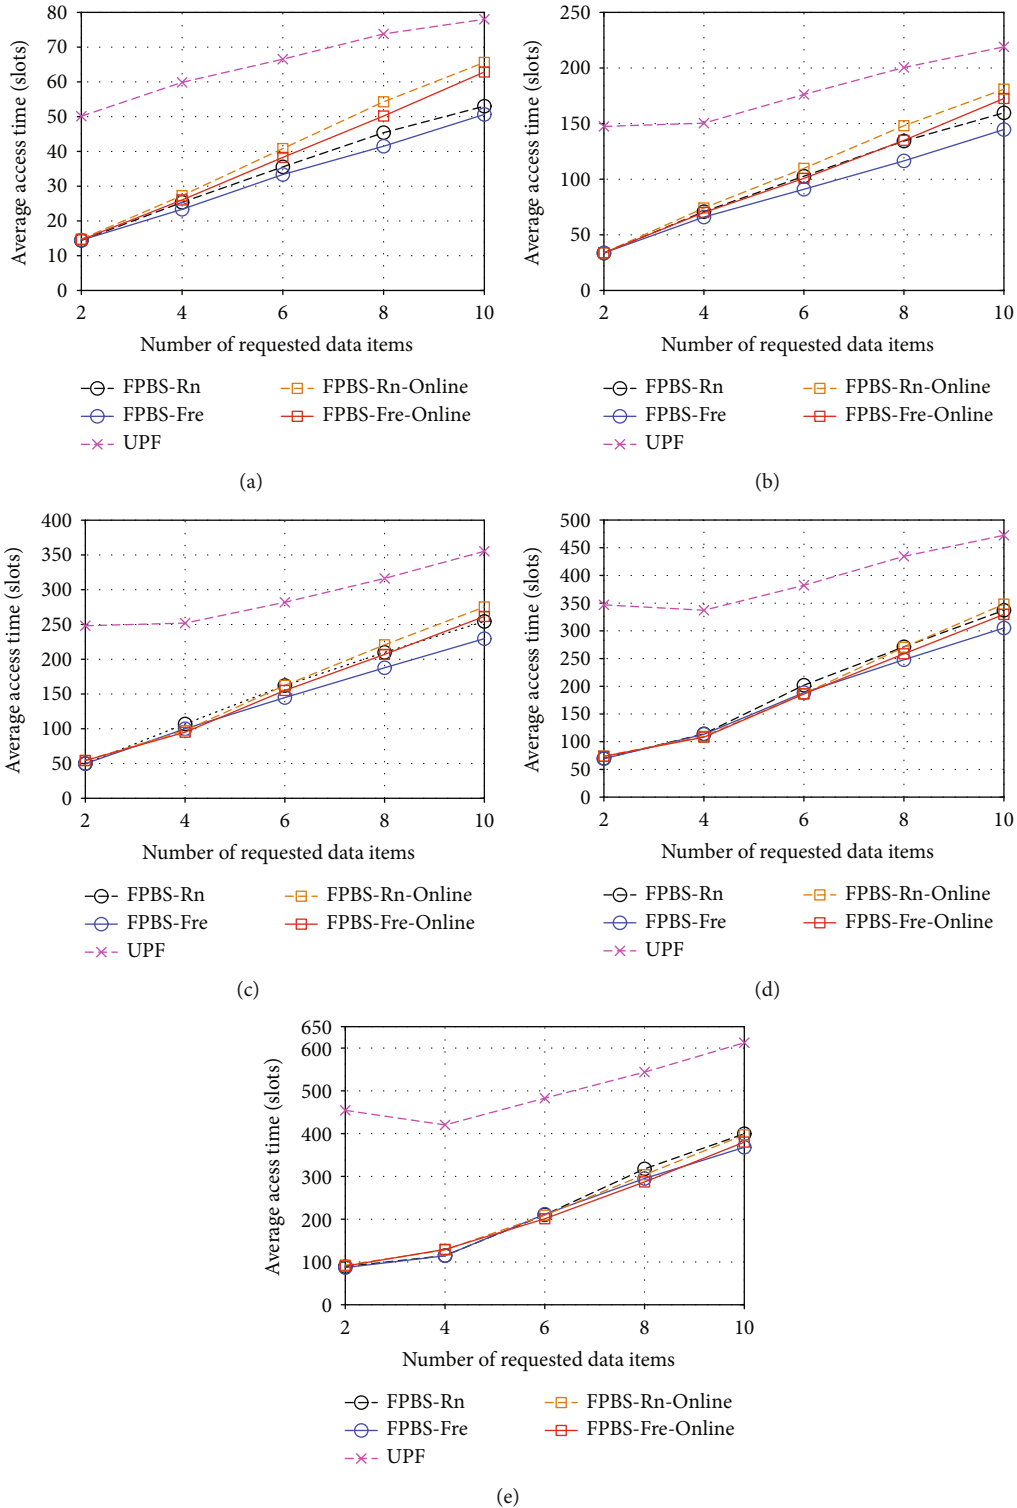 80
70
60
50
40
30
20
10
0
Average access time (slots)
2 4 6 8 10
Number of requested data items
FPBS-Rn FPBS-Rn-Online
FPBS-Fre FPBS-Fre-Online
UPF
(a)
250
200
150
100
50
0
Average access time (slots)
2 4 6 8 10
Number of requested data items
FPBS-Rn FPBS-Rn-Online
FPBS-Fre FPBS-Fre-Online
UPF
(b)
400
350
300
250
200
150
100
50
0
Average access time (slots)
2 4 6 8 10
Number of requested data items
FPBS-Rn FPBS-Rn-Online
FPBS-Fre FPBS-Fre-Online
UPF
(c)
500
450
400
350
300
250
200
150
100
50
0
Average access time (slots)
2 4 6 8 10
Number of requested data items
FPBS-Rn FPBS-Rn-Online
FPBS-Fre FPBS-Fre-Online
UPF
(d)
650
600
500
400
300
200
100
0
Average acess time (slots)
2 4 6 8 10
Number of requested data items
FPBS-Rn FPBS-Rn-Online
FPBS-Fre FPBS-Fre-Online
UPF
(e)